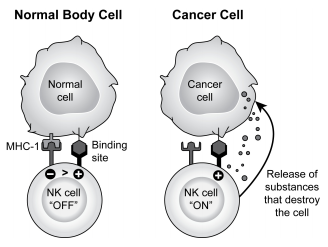 Normal Body Cell
Cancer Cell
Normal
cell
Cancer
cell
MHC-1
Binding
site
− > +
+
NK cell
“OFF”
NK cell
“ON”
Release of
substances
that destroy
the cell